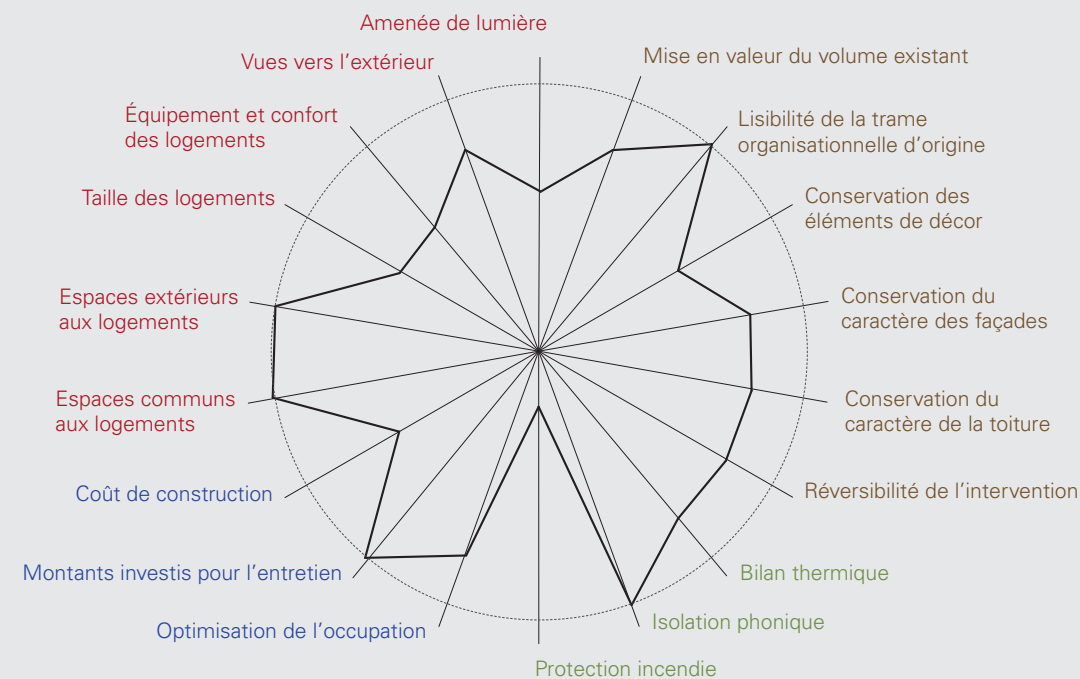 Amenée de lumière
Mise en valeur du volume existant
Lisibilité de la trame
organisationnelle d’origine
Conservation des
éléments de décor
Conservation du
caractère des façades
Conservation du
caractère de la toiture
Réversibilité de l’intervention
Bilan thermique
Isolation phonique
Protection incendie
Optimisation de l’occupation
Montants investis pour l’entretien
Coût de construction
Espaces communs
aux logements
Espaces extérieurs
aux logements
Taille des logements
Équipement et confort
des logements
Vues vers l’extérieur